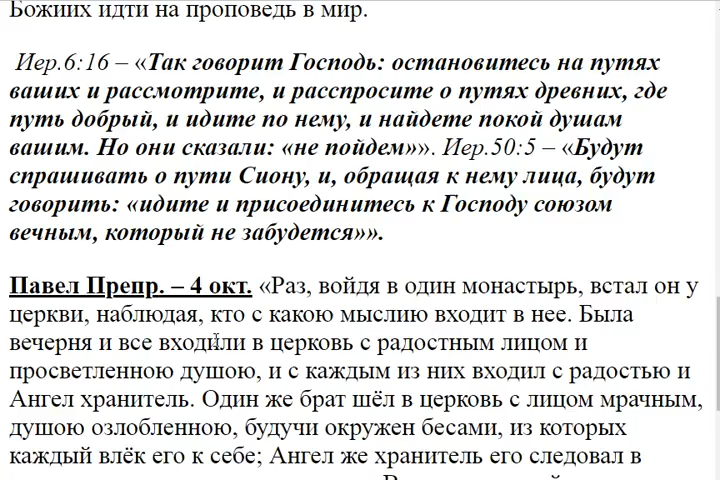 Божиих идти на проповедь в мир.
Иер.6:16 – «Так говорит Господь: остановитесь на путях
ваших и рассмотрите, и расспросите о путях древних, где
путь добрый, и идите по нему, и найдете покой душам
вашим. Но они сказали: «не пойдем»». Иер.50:5 – «Будут
спрашивать о пути Сиону, и, обращая к нему лица, будут
говорить: «идите и присоединитесь к Господу союзом
вечным, который не забудется»».
Павел Препр. – 4 окт. «Раз, войдя в один монастырь, встал он у
церкви, наблюдая, кто с какою мыслию входит в нее. Была
вечерня и все входили в церковь с радостным лицом и
просветленною душою, и с каждым из них входил с радостью и
Ангел хранитель. Один же брат шёл в церковь с лицом мрачным,
душою озлобленною, будучи окружен бесами, из которых
каждый влёк его к себе; Ангел же хранитель его следовал в